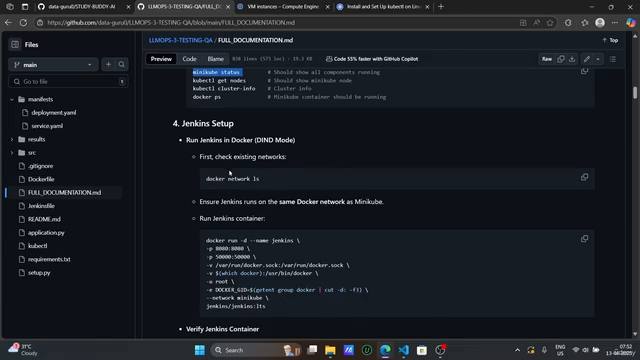 data-guru0/STUDY-BUDDY-AI
LLMOPS-3-TESTING-QA/FULL_DOCU
VM instances – Compute Engine
Install and Set Up kubectl on Lin
https://github.com/data-guru0/LLMOPS-3-TESTING-QA/blob/main/FULL_DOCUMENTATION.md
Files
LLMOPS-3-TESTING-QA / FULL_DOCUMENTATION.md
Top
main
Preview
Code
Blame
Code 55% faster with GitHub Copilot
Raw
Go to file
manifests
deployment.yaml
service.yaml
results
src
.gitignore
Dockerfile
FULL_DOCUMENTATION.md
Jenkinsfile
README.md
application.py
kubectl
requirements.txt
setup.py
minikube status # Should show all components running
kubectl get nodes # Should show minikube node
kubectl cluster-info # Cluster info
docker ps # Minikube container should be running
4. Jenkins Setup
Run Jenkins in Docker (DIND Mode)
First, check existing networks:
docker network ls
Ensure Jenkins runs on the same Docker network as Minikube.
Run Jenkins container:
docker run -d --name jenkins \
-p 8080:8080 \
-p 50000:50000 \
-v /var/run/docker.sock:/var/run/docker.sock \
-v $(which docker):/usr/bin/docker \
-u root \
-e DOCKER_GID=$(getent group docker | cut -d: -f3) \
--network minikube \
jenkins/jenkins:lts
Verify Jenkins Container
31°C
Cloudy
Search
ENG
IN
07:52